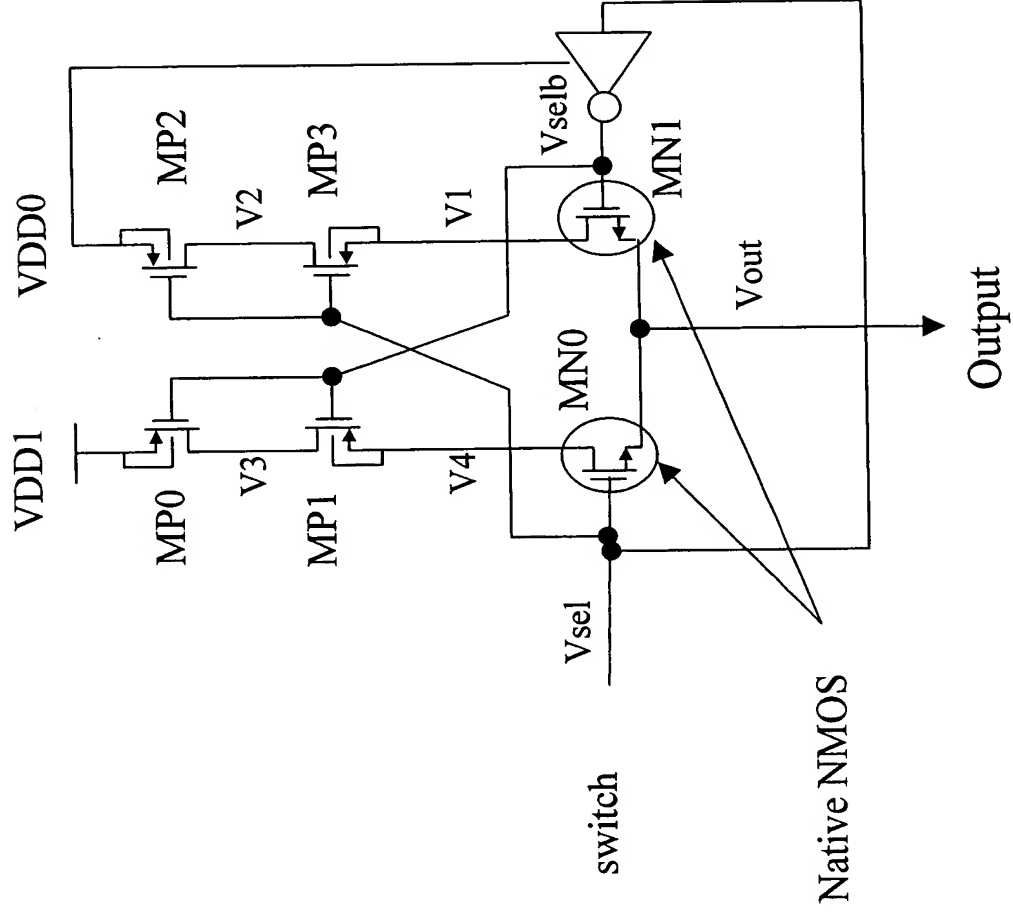 VDD1
VDD0
MP0
MP2
V3
V2
MP1
MP3
V4
V1
Vselb
MN0
MN1
Vsel
Vout
switch
Output
Native NMOS